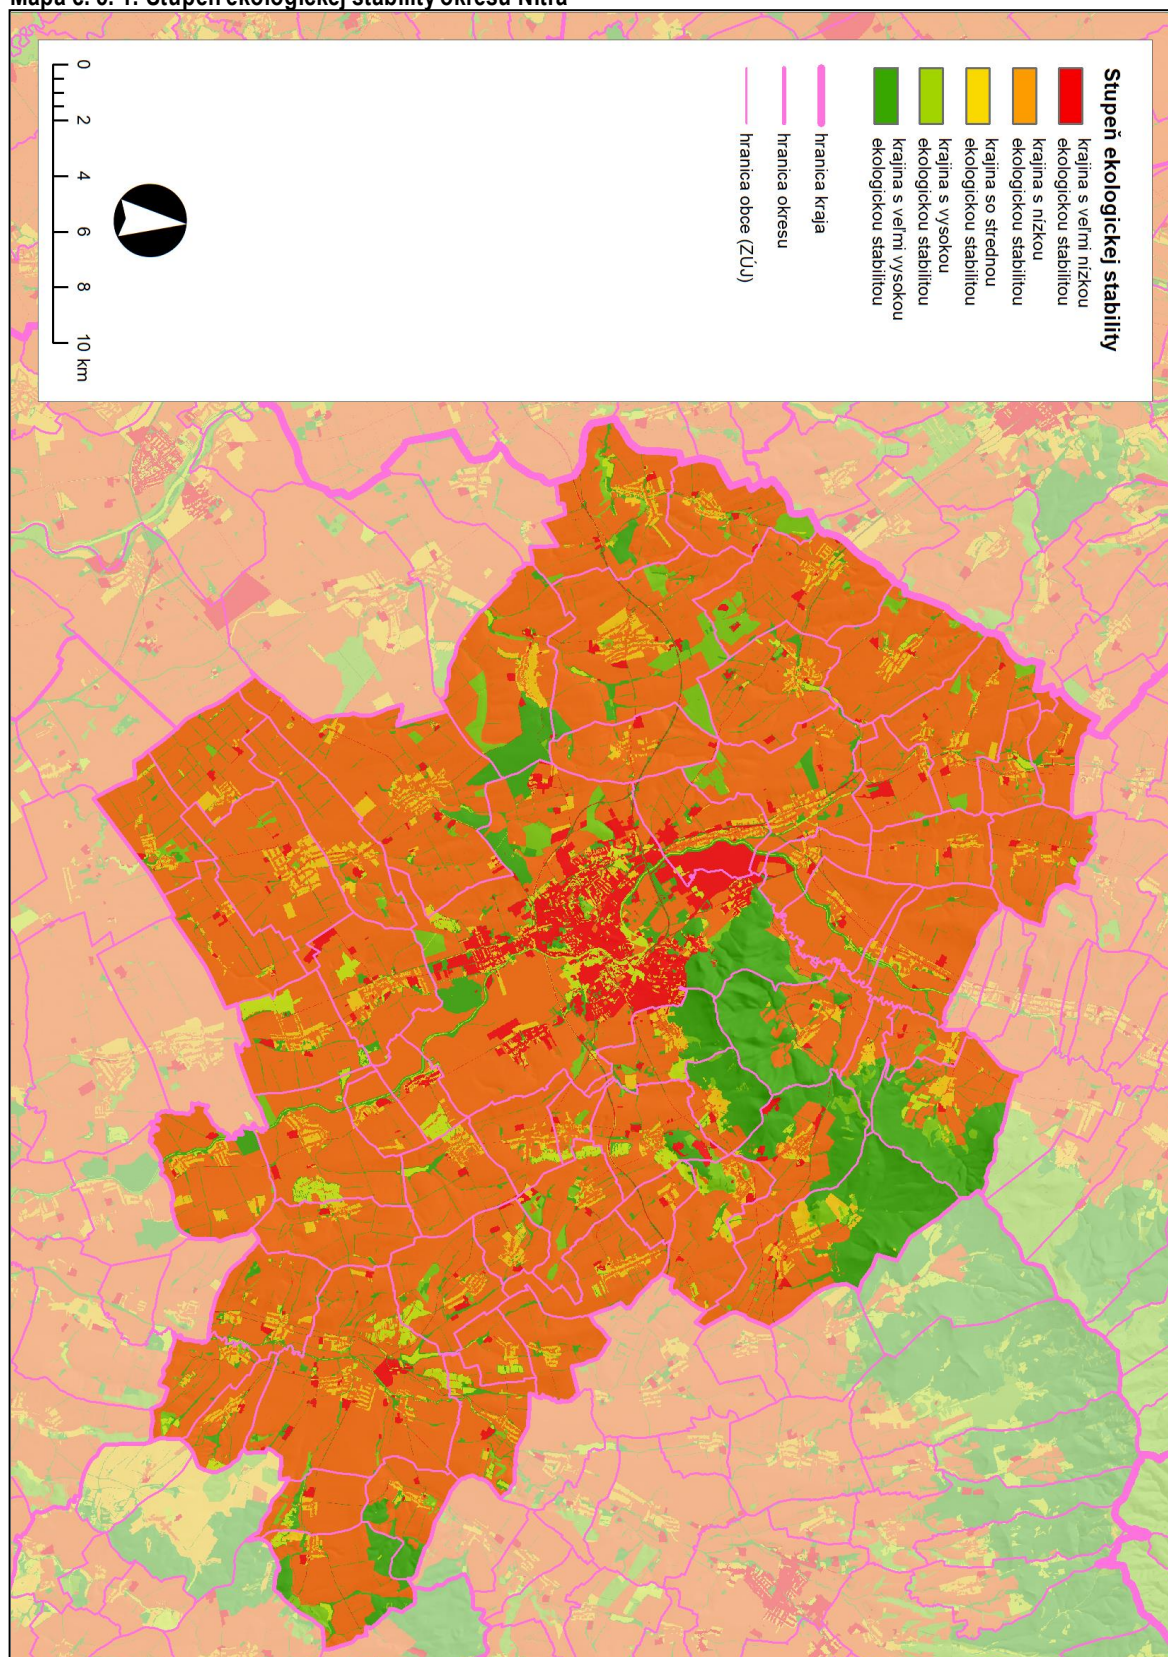 Mapa č. 6. 1: Stupeň ekologickej stability okresu Nitra
Stupeň ekologickej stability
krajina s veľmi nízkou
ekologickou stabilitou
krajina s nízkou
ekologickou stabilitou
krajina so strednou
ekologickou stabilitou
krajina s vysokou
ekologickou stabilitou
krajina s veľmi vysokou
ekologickou stabilitou
hranica kraja
hranica okresu
hranica obce (ZÚJ)
0 2 4 6 8 10 km